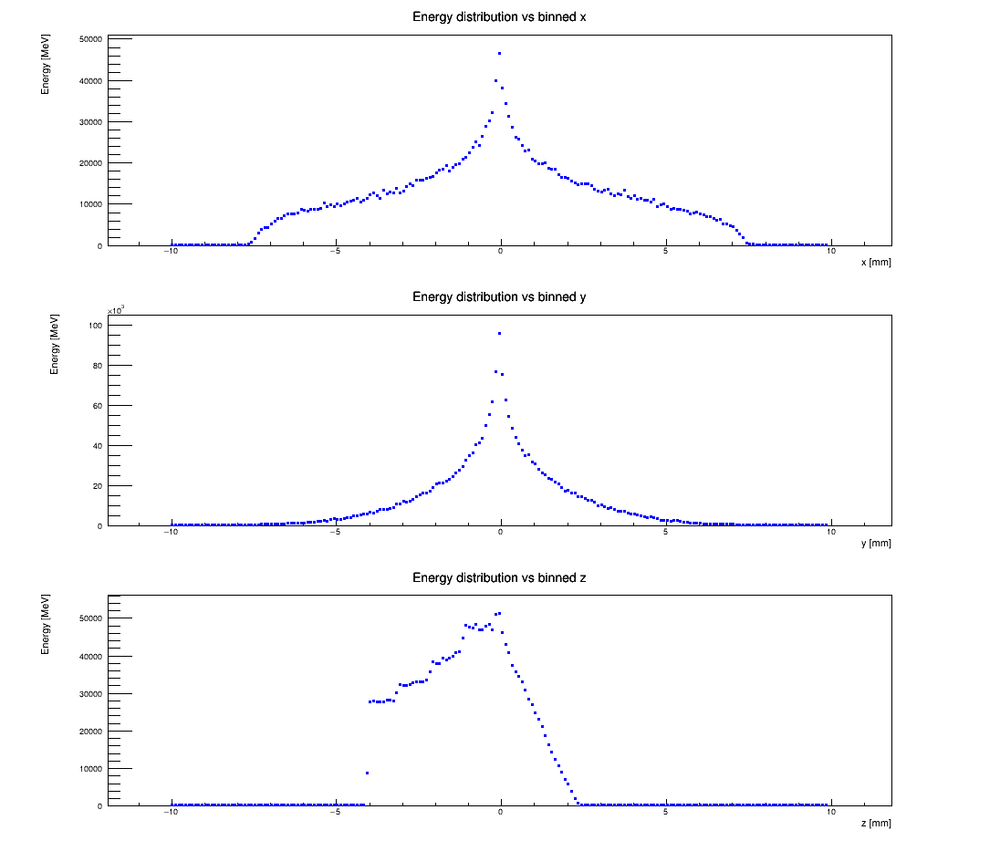 Energy distribution vs binned x
Energy [MeV]
50000
40000
30000
20000
10000
0
−10 −5 0 5 10
x [mm]
Energy distribution vs binned y
×10³
Energy [MeV]
100
80
60
40
20
0
−10 −5 0 5 10
y [mm]
Energy distribution vs binned z
Energy [MeV]
50000
40000
30000
20000
10000
0
−10 −5 0 5 10
z [mm]